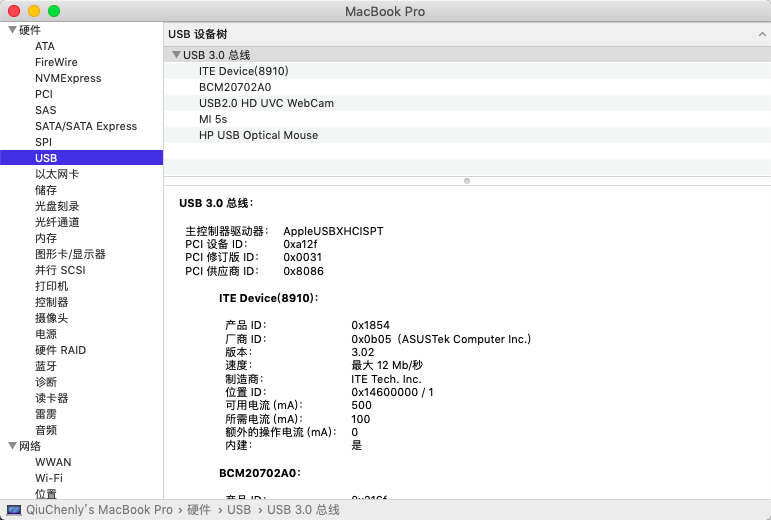 MacBook Pro
硬件
ATA
FireWire
NVMExpress
PCI
SAS
SATA/SATA Express
SPI
USB
以太网卡
储存
光盘刻录
光纤通道
内存
图形卡/显示器
并行 SCSI
打印机
控制器
摄像头
电源
硬件 RAID
蓝牙
诊断
读卡器
雷雳
音频
网络
WWAN
Wi-Fi
位置
USB 设备树
USB 3.0 总线
ITE Device(8910)
BCM20702A0
USB2.0 HD UVC WebCam
MI 5s
HP USB Optical Mouse
USB 3.0 总线：
主控制器驱动器： AppleUSBXHCISPT
PCI 设备 ID： 0xa12f
PCI 修订版 ID： 0x0031
PCI 供应商 ID： 0x8086
ITE Device(8910)：
产品 ID： 0x1854
厂商 ID： 0x0b05（ASUSTek Computer Inc.）
版本： 3.02
速度： 最大 12 Mb/秒
制造商： ITE Tech. Inc.
位置 ID： 0x14600000 / 1
可用电流 (mA)： 500
所需电流 (mA)： 100
额外的操作电流 (mA)： 0
内建： 是
BCM20702A0：
QiuChenly's MacBook Pro › 硬件 › USB › USB 3.0 总线